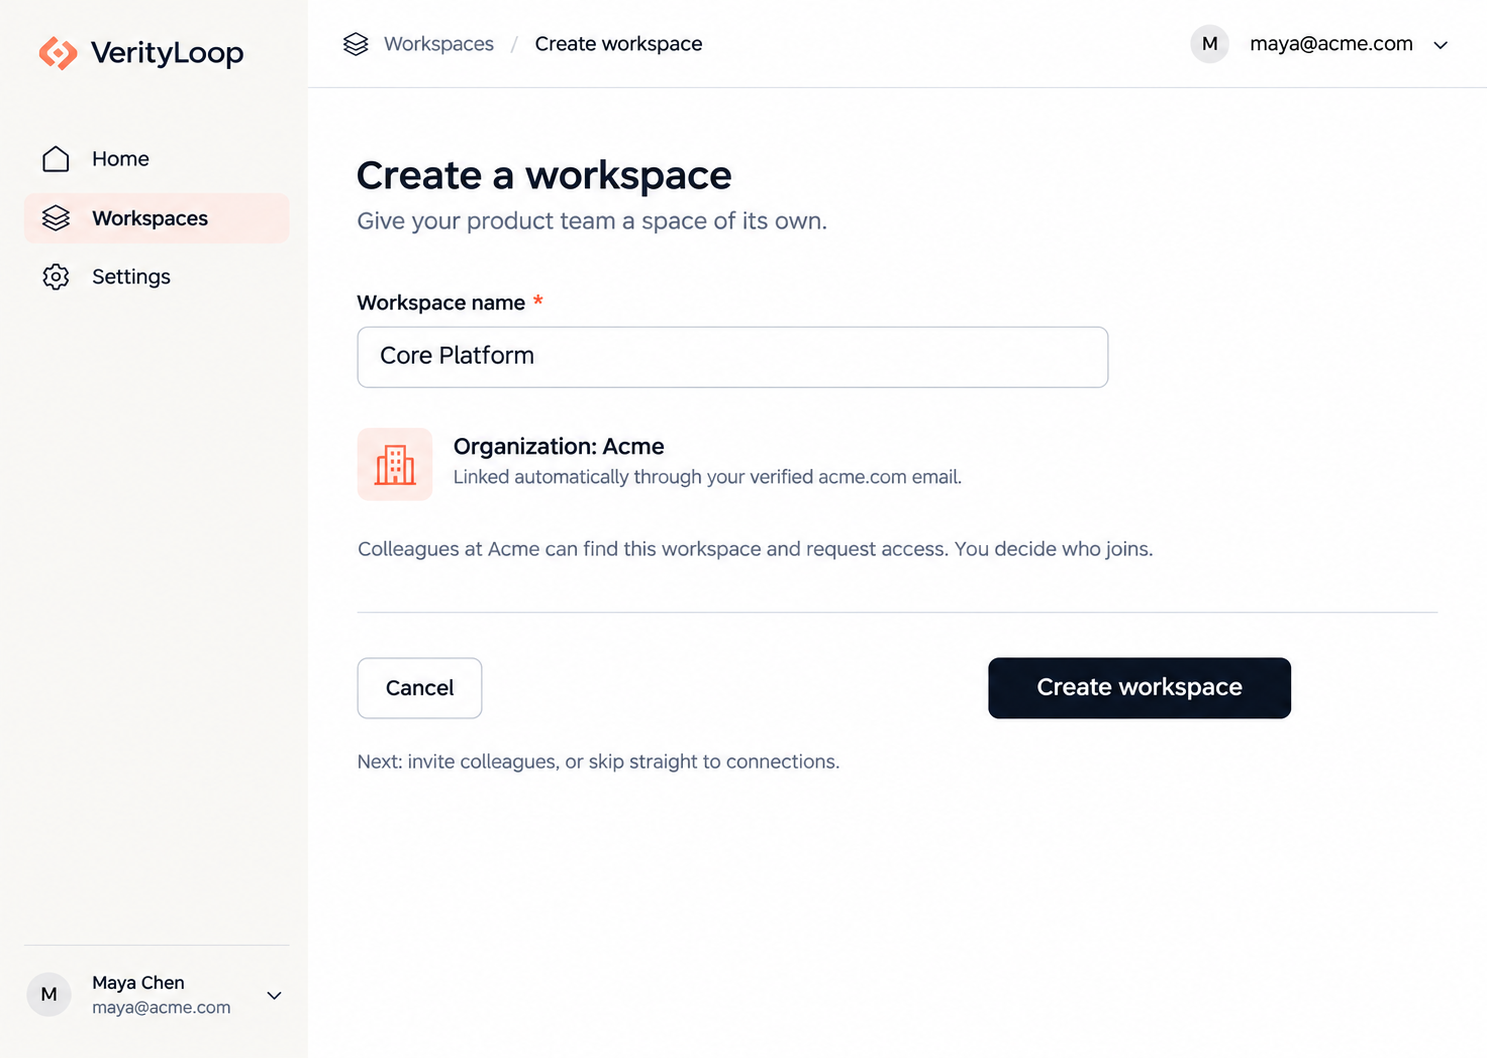 VerityLoop
Home
Workspaces
Settings
Maya Chen
M
maya@acme.com
Workspaces / Create workspace
M maya@acme.com
Create a workspace
Give your product team a space of its own.
Workspace name *
Core Platform
Organization: Acme
Linked automatically through your verified acme.com email.
Colleagues at Acme can find this workspace and request access. You decide who joins.
Cancel
Create workspace
Next: invite colleagues, or skip straight to connections.